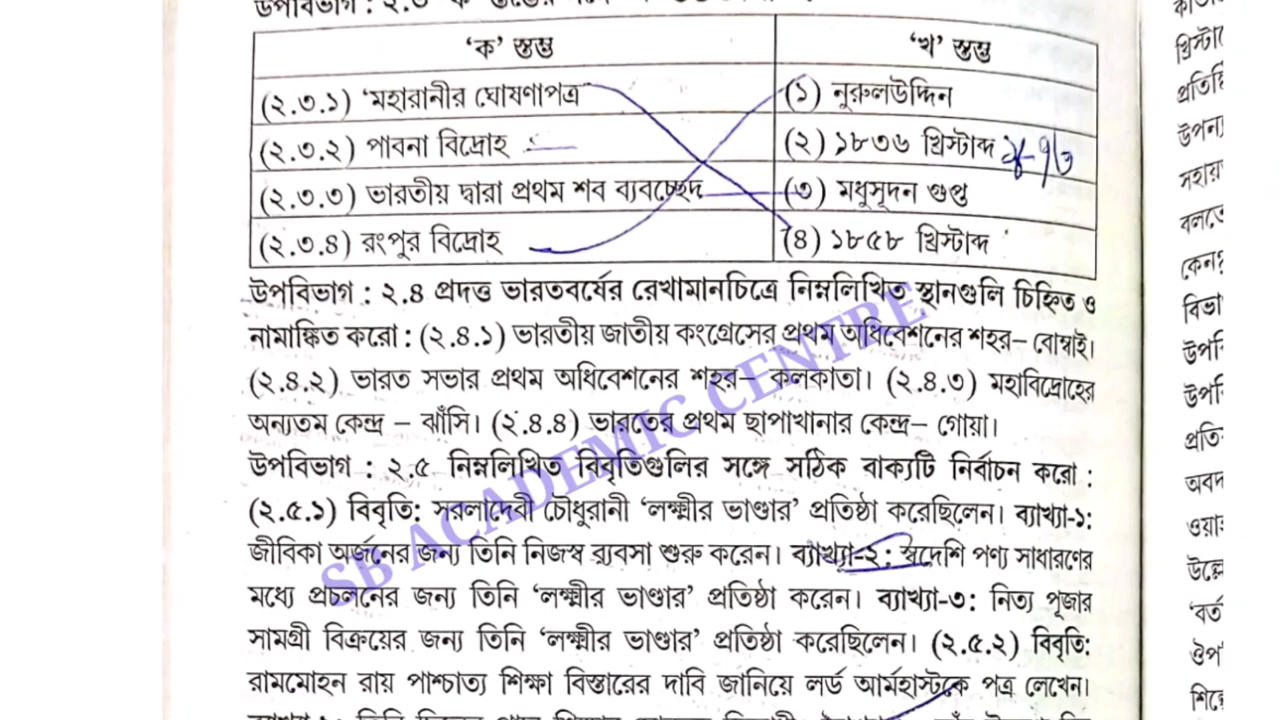 উপবিভাগ : ২.৩
‘ক’ স্তম্ভ ‘খ’ স্তম্ভ
(২.৩.১) ‘মহারানীর ঘোষণাপত্র (১) নুরুলউদ্দিন
(২.৩.২) পাবনা বিদ্রোহ (২) ১৮৩৬ খ্রিস্টাব্দ
(২.৩.৩) ভারতীয় দ্বারা প্রথম শব ব্যবচ্ছেদ (৩) মধুসূদন গুপ্ত
(২.৩.৪) রংপুর বিদ্রোহ (৪) ১৮৫৮ খ্রিস্টাব্দ
উপবিভাগ : ২.৪ প্রদত্ত ভারতবর্ষের রেখামানচিত্রে নিম্নলিখিত স্থানগুলি চিহ্নিত ও
নামাঙ্কিত করো : (২.৪.১) ভারতীয় জাতীয় কংগ্রেসের প্রথম অধিবেশনের শহর– বোম্বাই।
(২.৪.২) ভারত সভার প্রথম অধিবেশনের শহর– কলকাতা। (২.৪.৩) মহাবিদ্রোহের
অন্যতম কেন্দ্র – ঝাঁসি। (২.৪.৪) ভারতের প্রথম ছাপাখানার কেন্দ্র– গোয়া।
উপবিভাগ : ২.৫ নিম্নলিখিত বিবৃতিগুলির সঙ্গে সঠিক বাক্যটি নির্বাচন করো :
(২.৫.১) বিবৃতি: সরলাদেবী চৌধুরানী ‘লক্ষ্মীর ভাণ্ডার’ প্রতিষ্ঠা করেছিলেন। ব্যাখ্যা-১:
জীবিকা অর্জনের জন্য তিনি নিজস্ব ব্যবসা শুরু করেন। ব্যাখ্যা-২: স্বদেশি পণ্য সাধারণের
মধ্যে প্রচলনের জন্য তিনি ‘লক্ষ্মীর ভাণ্ডার’ প্রতিষ্ঠা করেন। ব্যাখ্যা-৩: নিত্য পূজার
সামগ্রী বিক্রয়ের জন্য তিনি ‘লক্ষ্মীর ভাণ্ডার’ প্রতিষ্ঠা করেছিলেন। (২.৫.২) বিবৃতি:
রামমোহন রায় পাশ্চাত্য শিক্ষা বিস্তারের দাবি জানিয়ে লর্ড আর্মহাস্টকে পত্র লেখেন।
SB ACADEMIC CENTRE